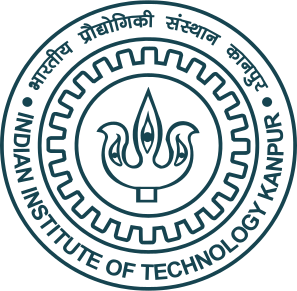 भारतीय प्रौद्योगिकी संस्थान कानपुर
INDIAN INSTITUTE OF TECHNOLOGY KANPUR